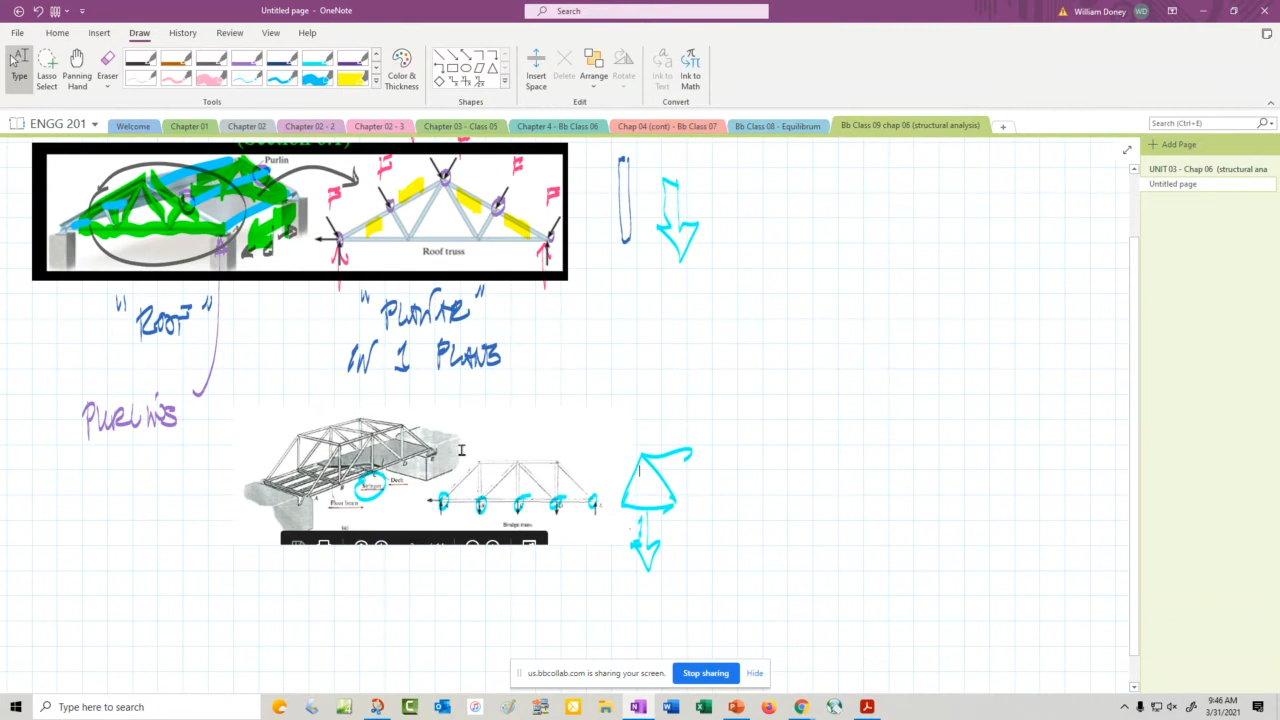 Untitled page - OneNote
Search
William Doney
WD
File
Home
Insert
Draw
History
Review
View
Help
Type
Lasso Select
Panning Hand
Eraser
Color & Thickness
Insert Space
Delete
Arrange
Rotate
Ink to Text
Ink to Math
Tools
Shapes
Edit
Convert
ENGG 201
Welcome
Chapter 01
Chapter 02
Chapter 02 - 2
Chapter 02 - 3
Chapter 03 - Class 05
Chapter 4 - Bb Class 06
Chap 04 (cont) - Bb Class 07
Bb Class 08 - Equilibrum
Bb Class 09 chap 06 (structural analysis)
Search (Ctrl+E)
Add Page
UNIT 03 - Chap 06 (structural ana
Untitled page
Purlin
Roof truss
"ROOF"
"PLANAR"
IN 1 PLANE
PURLINS
Stringer
Deck
Floor beam
(a)
Bridge truss
us.bbcollab.com is sharing your screen.
Stop sharing
Hide
Type here to search
9:46 AM
3/31/2021